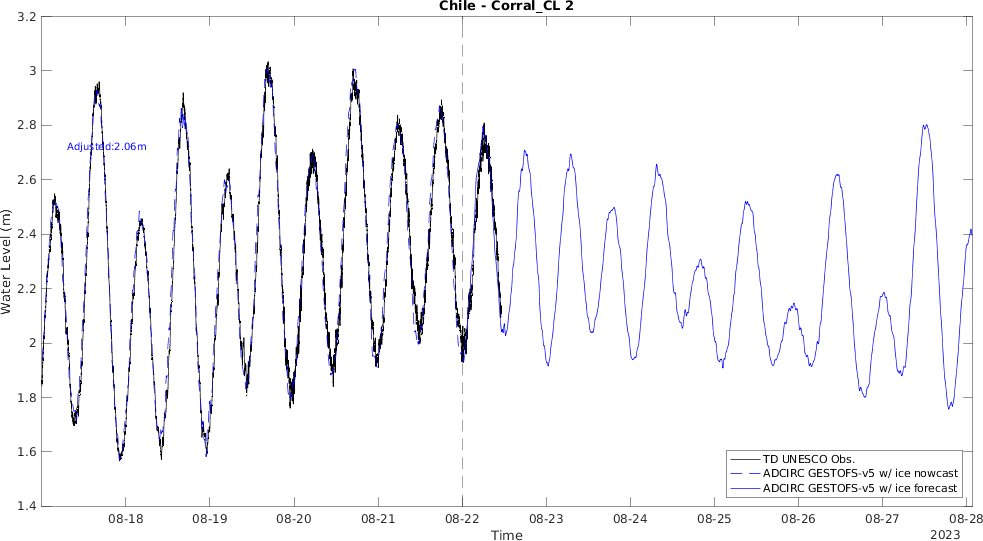 Chile - Corral_CL 2
3.2
3
2.8
2.6
2.4
2.2
2
1.8
1.6
1.4
Water Level (m)
Adjusted:2.06m
TD UNESCO Obs.
ADCIRC GESTOFS-v5 w/ ice nowcast
ADCIRC GESTOFS-v5 w/ ice forecast
08-18 08-19 08-20 08-21 08-22 08-23 08-24 08-25 08-26 08-27 08-28
Time
2023